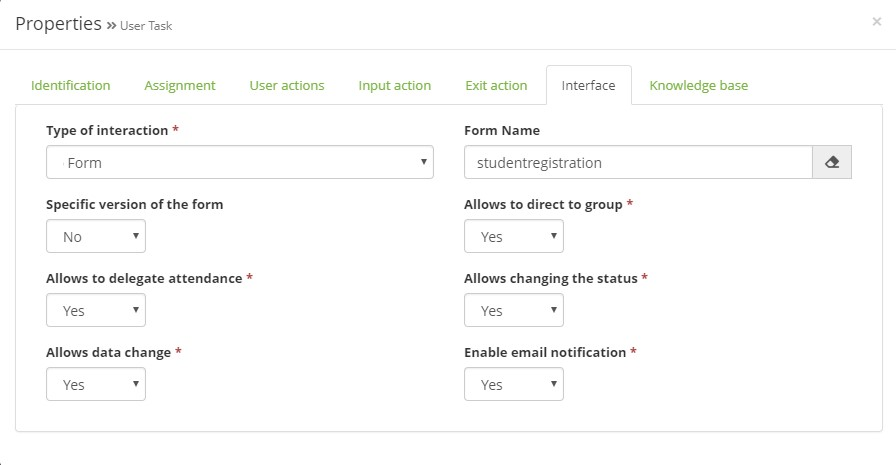 Properties » User Task ×
Identification Assignment User actions Input action Exit action Interface Knowledge base
Type of interaction * Form Name
Form studentregistration
Specific version of the form Allows to direct to group *
No Yes
Allows to delegate attendance * Allows changing the status *
Yes Yes
Allows data change * Enable email notification *
Yes Yes